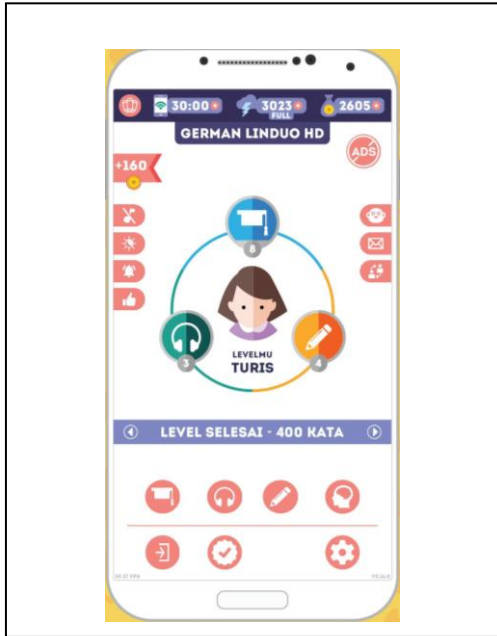 30:00
3023
FULL
2605
GERMAN LINDUO HD
ADS
+160
8
3
4
LEVELMU
TURIS
LEVEL SELESAI - 400 KATA